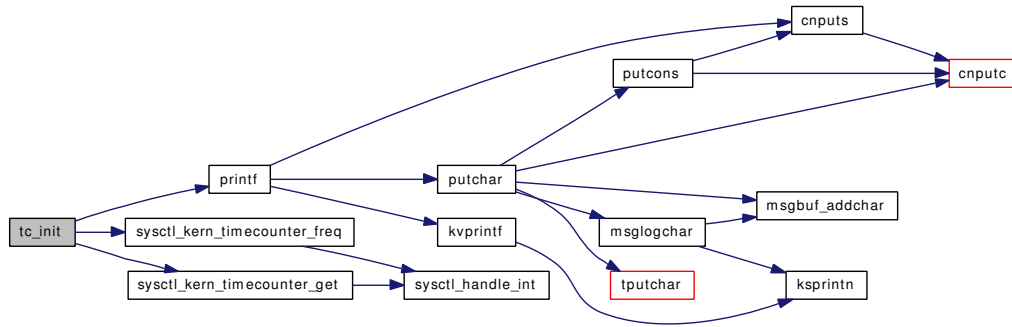 cnputs
putcons
cnputc
printf
putchar
msgbuf_addchar
tc_init
sysctl_kern_timecounter_freq
kvprintf
msglogchar
sysctl_kern_timecounter_get
sysctl_handle_int
tputchar
ksprintn